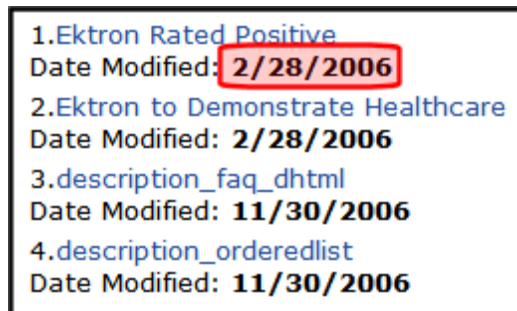 1.Ektron Rated Positive
Date Modified: 2/28/2006
2.Ektron to Demonstrate Healthcare
Date Modified: 2/28/2006
3.description_faq_dhtml
Date Modified: 11/30/2006
4.description_orderedlist
Date Modified: 11/30/2006